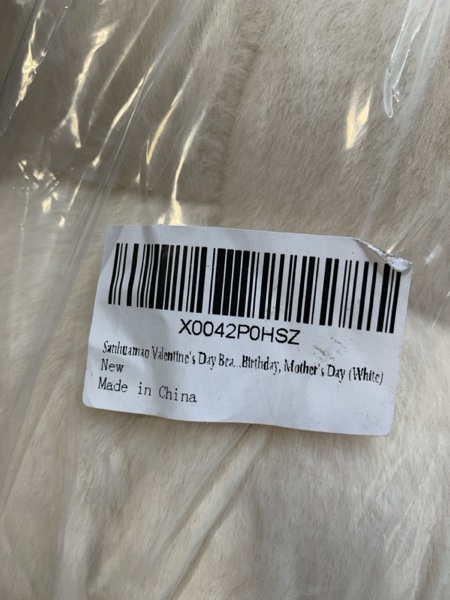 X0042P0HSZ
Sanhuamao Valentine's Day Bea...Birthday, Mother's Day (White)
New
Made in China